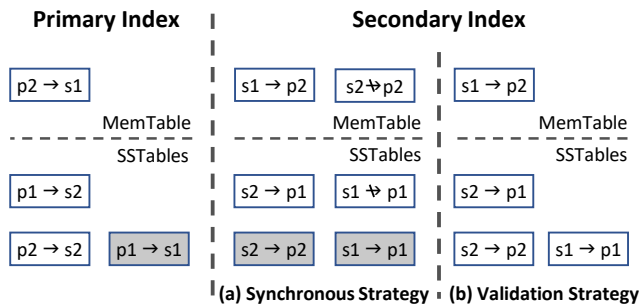 Primary Index
Secondary Index
p2 → s1
s1 → p2
s2 ↛ p2
s1 → p2
MemTable
MemTable
MemTable
SSTables
SSTables
SSTables
p1 → s2
s2 → p1
s1 ↛ p1
s2 → p1
p2 → s2
p1 → s1
s2 → p2
s1 → p1
s2 → p2
s1 → p1
(a) Synchronous Strategy
(b) Validation Strategy